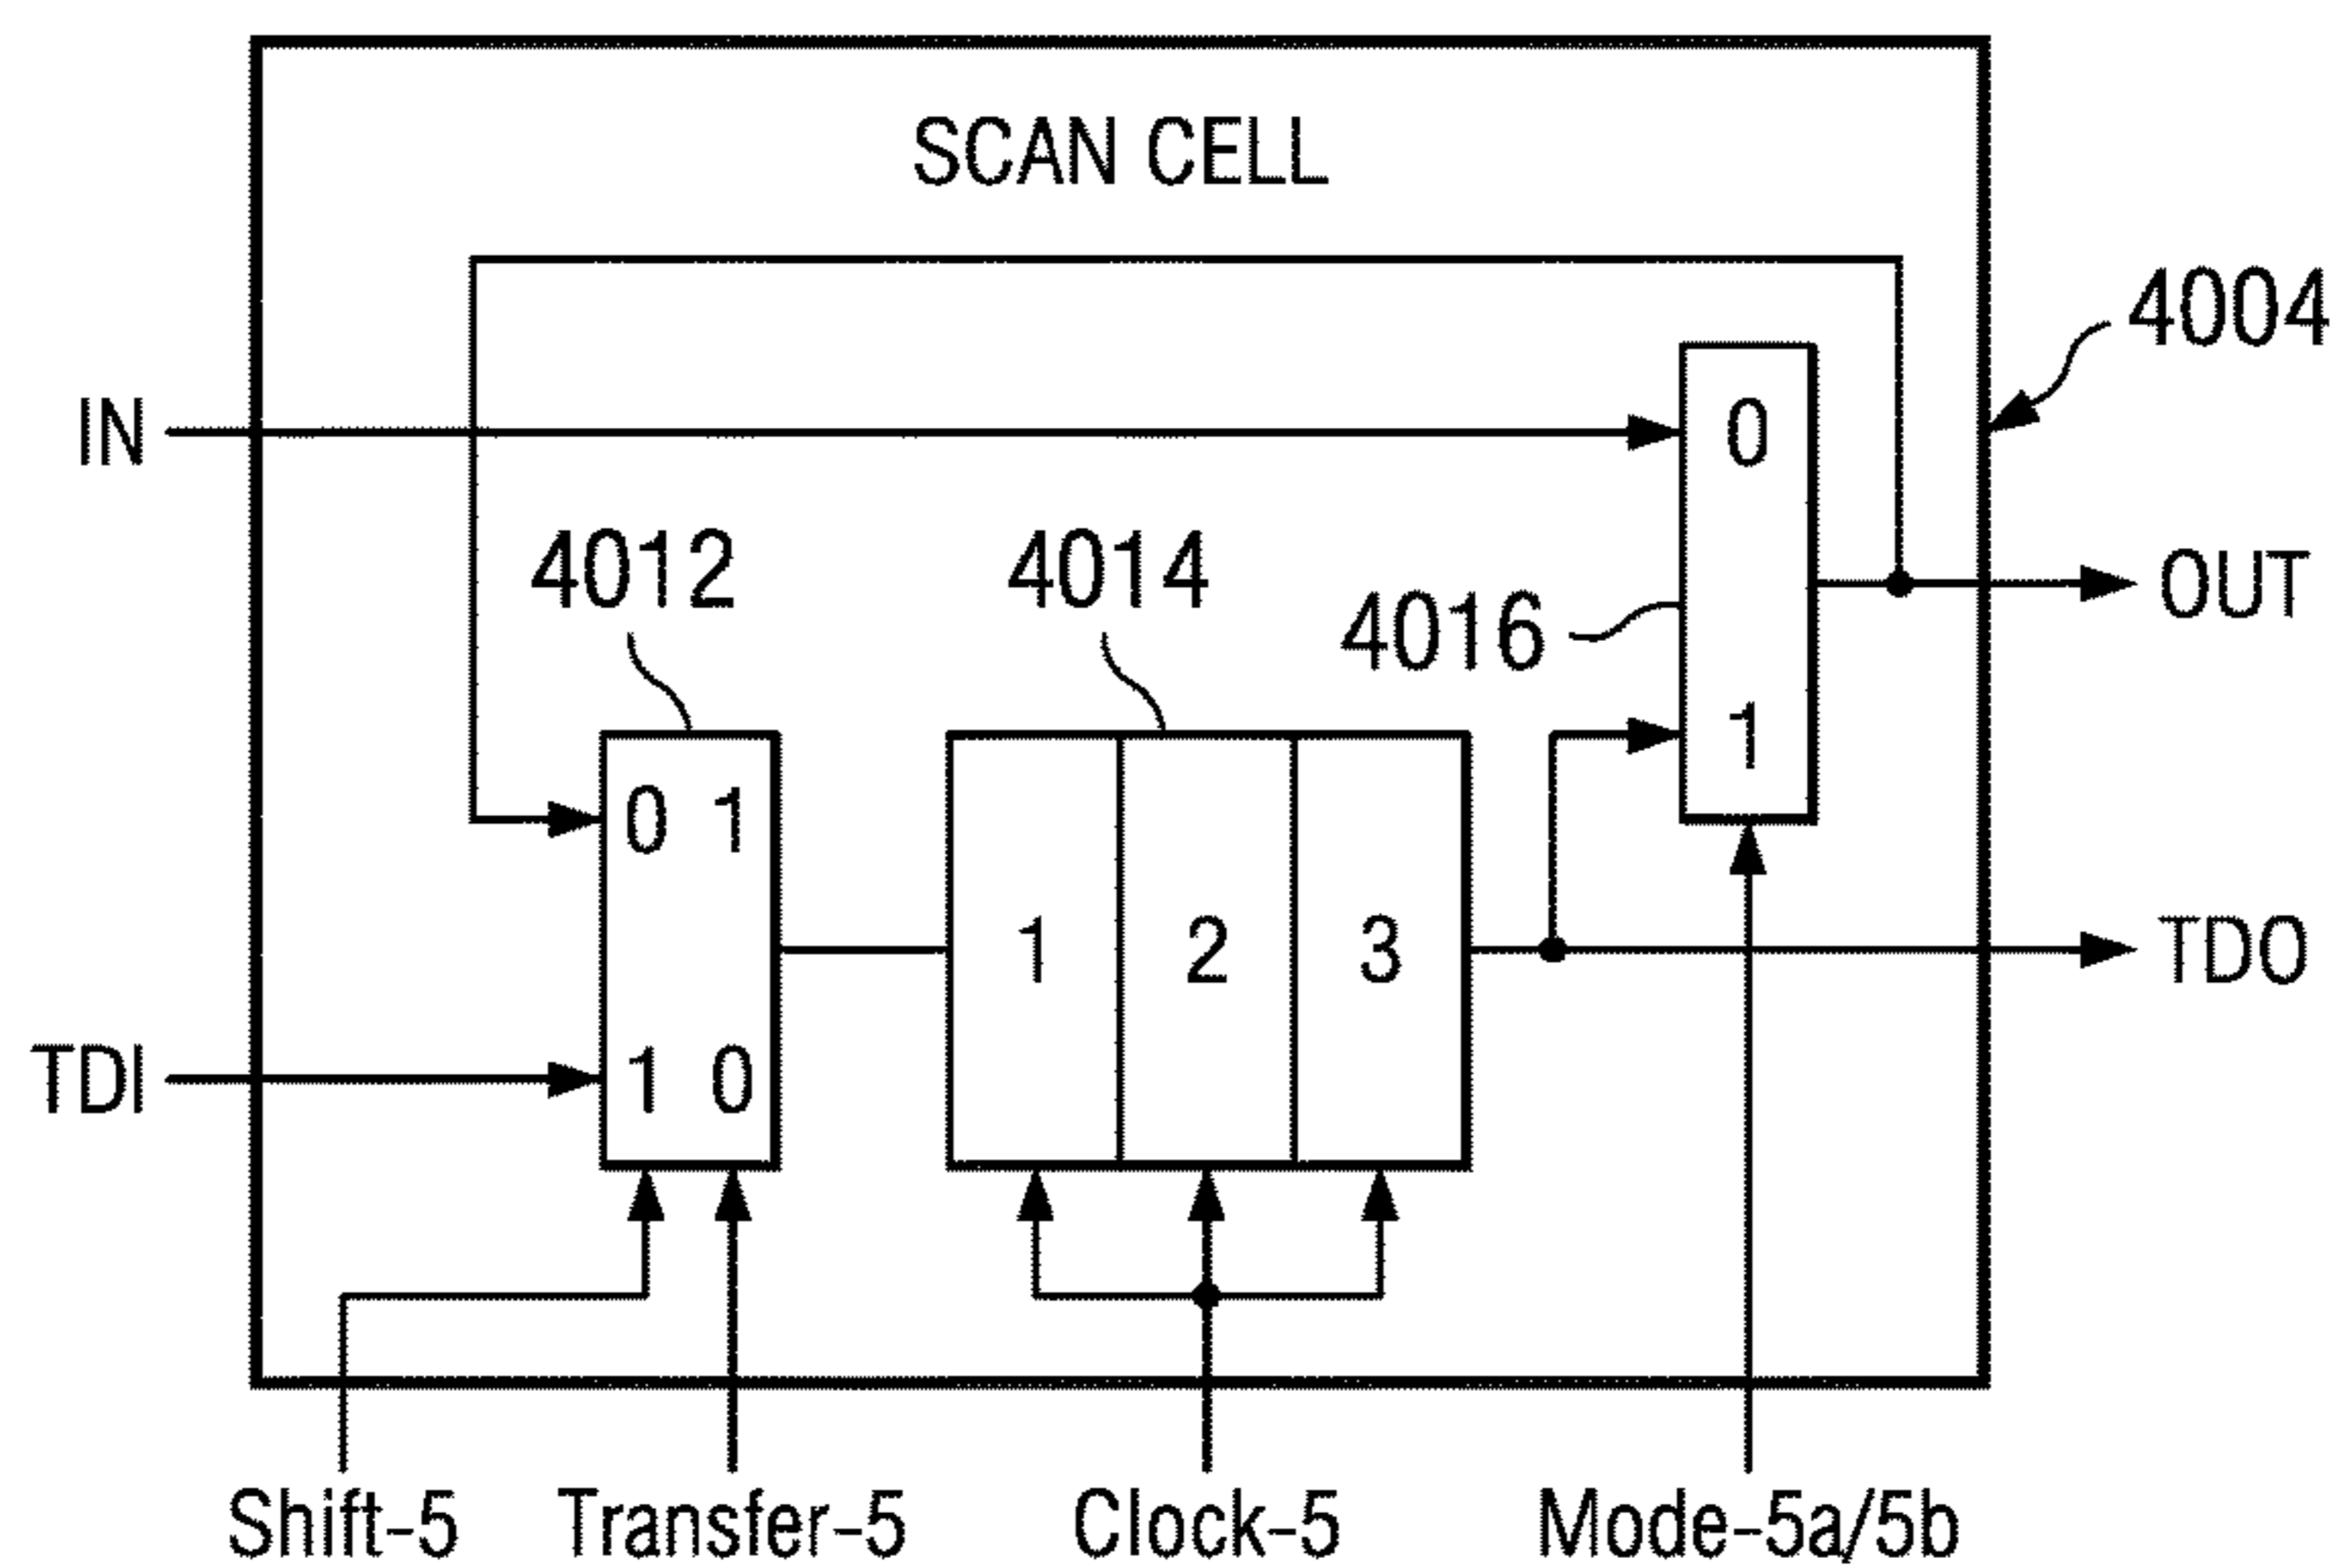 SCAN CELL
4004
IN
0
4012
4014
4016
OUT
1
0 1
1
2
3
TDO
TDI
1 0
Shift-5
Transfer-5
Clock-5
Mode-5a/5b